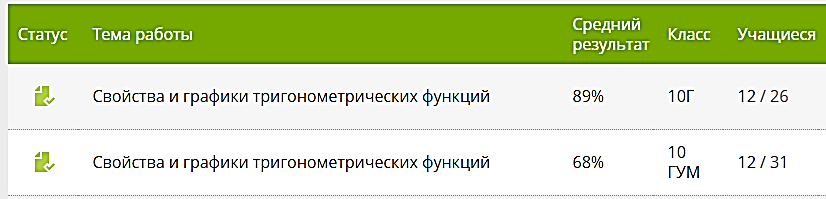 Статус Тема работы Средний результат Класс Учащиеся
Свойства и графики тригонометрических функций 89% 10Г 12 / 26
Свойства и графики тригонометрических функций 68% 10 ГУМ 12 / 31